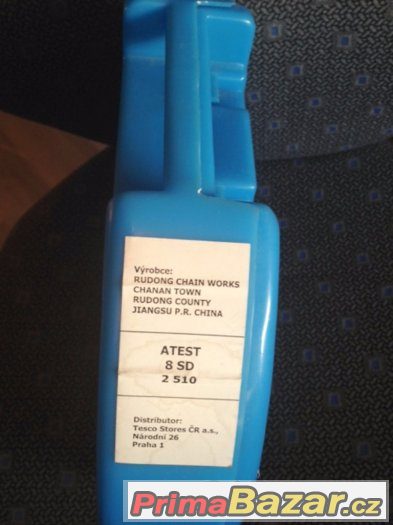 Výrobce:
RUDONG CHAIN WORKS
CHANAN TOWN
RUDONG COUNTY
JIANGSU P.R. CHINA
ATEST
8 SD
2 510
Distributor:
Tesco Stores ČR a.s.,
Národní 26
Praha 1
PrimaBazar.cz